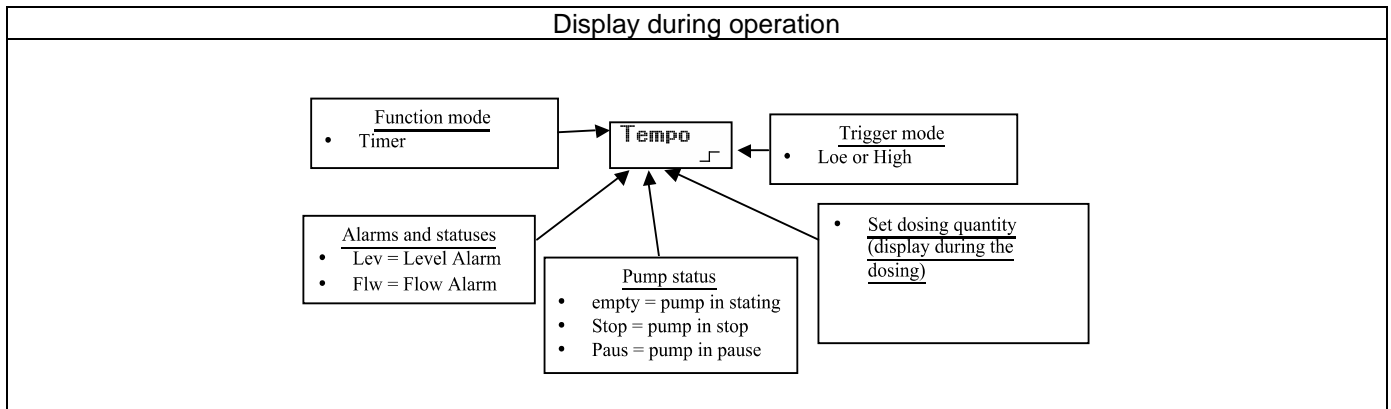 Display during operation
Function mode
• Timer
Tempo
Trigger mode
• Loe or High
Alarms and statuses
• Lev = Level Alarm
• Flw = Flow Alarm
Pump status
• empty = pump in stating
• Stop = pump in stop
• Paus = pump in pause
• Set dosing quantity
(display during the
dosing)